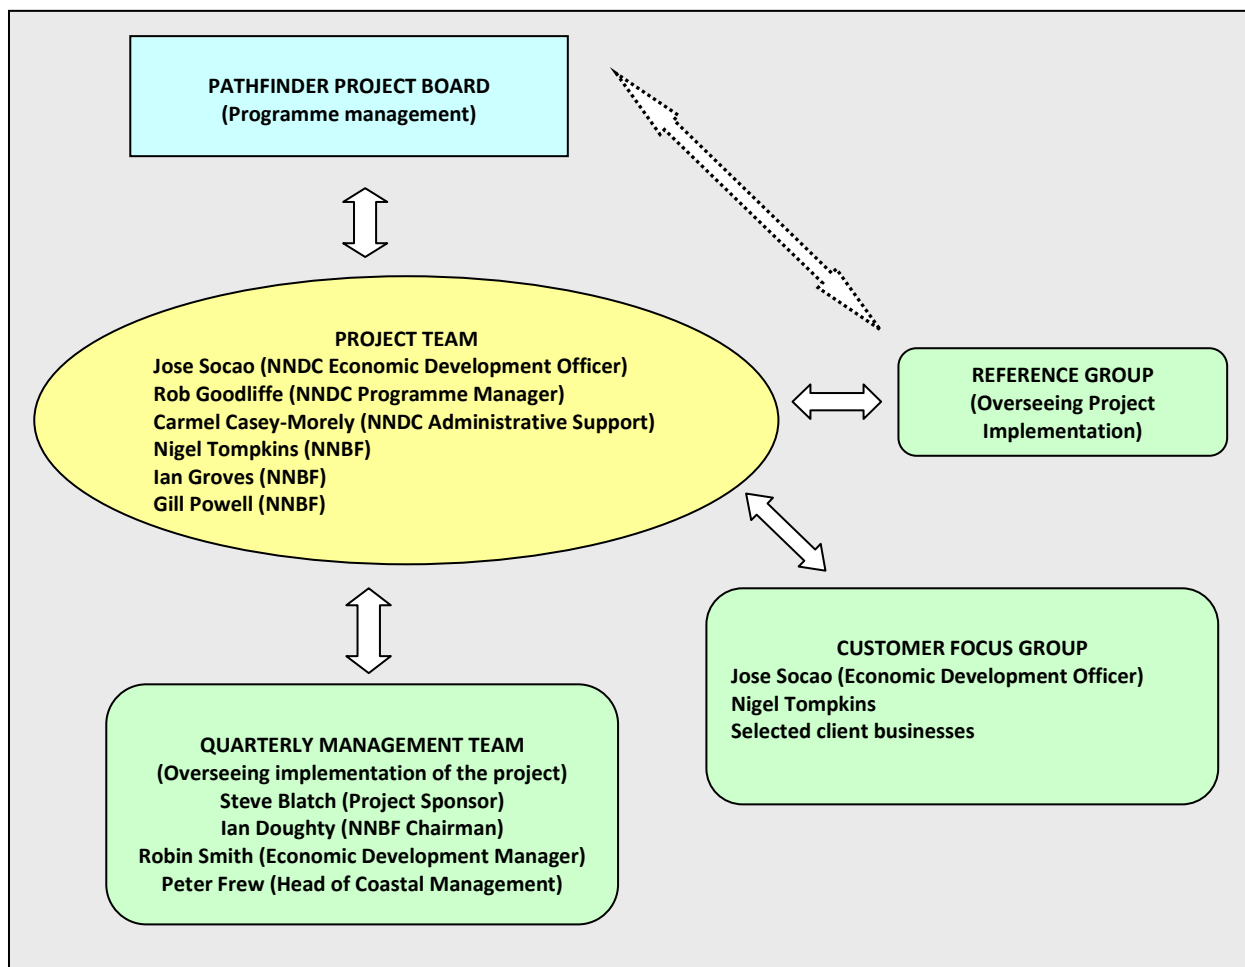 PATHFINDER PROJECT BOARD
(Programme management)
PROJECT TEAM
Jose Socao (NNDC Economic Development Officer)
Rob Goodliffe (NNDC Programme Manager)
Carmel Casey-Morely (NNDC Administrative Support)
Nigel Tompkins (NNBF)
Ian Groves (NNBF)
Gill Powell (NNBF)
REFERENCE GROUP
(Overseeing Project
Implementation)
CUSTOMER FOCUS GROUP
Jose Socao (Economic Development Officer)
Nigel Tompkins
Selected client businesses
QUARTERLY MANAGEMENT TEAM
(Overseeing implementation of the project)
Steve Blatch (Project Sponsor)
Ian Doughty (NNBF Chairman)
Robin Smith (Economic Development Manager)
Peter Frew (Head of Coastal Management)